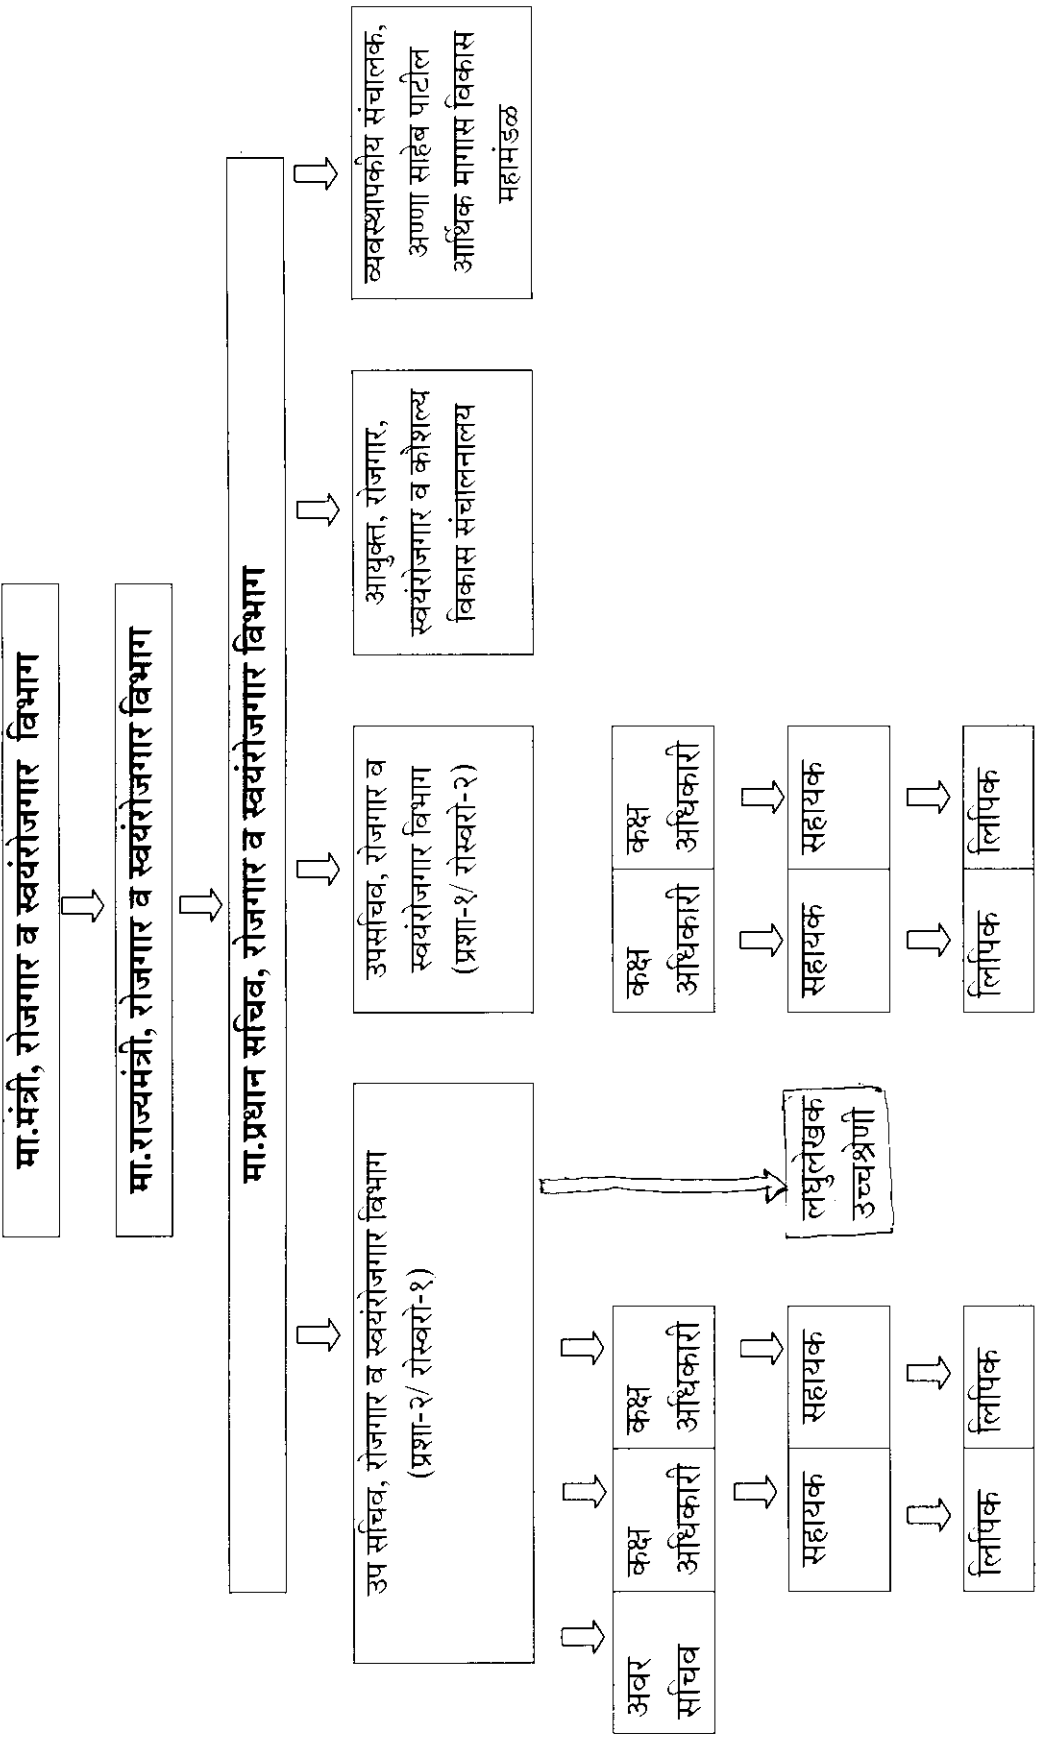 मा.मंत्री, रोजगार व स्वयंरोजगार विभाग
मा.राज्यमंत्री, रोजगार व स्वयंरोजगार विभाग
मा.प्रधान सचिव, रोजगार व स्वयंरोजगार विभाग
उप सचिव, रोजगार व स्वयंरोजगार विभाग
(प्रशा-२/ रोस्वरो-१)
उपसचिव, रोजगार व
स्वयंरोजगार विभाग
(प्रशा-१/ रोस्वरो-२)
आयुक्त, रोजगार,
स्वयंरोजगार व कौशल्य
विकास संचालनालय
व्यवस्थापकीय संचालक,
अण्णा साहेब पाटील
आर्थिक मागास विकास
महामंडळ
अवर
सचिव
कक्ष
अधिकारी
कक्ष
अधिकारी
कक्ष
अधिकारी
कक्ष
अधिकारी
सहायक
सहायक
लघुलेखक
उच्चश्रेणी
सहायक
सहायक
लिपिक
लिपिक
लिपिक
लिपिक